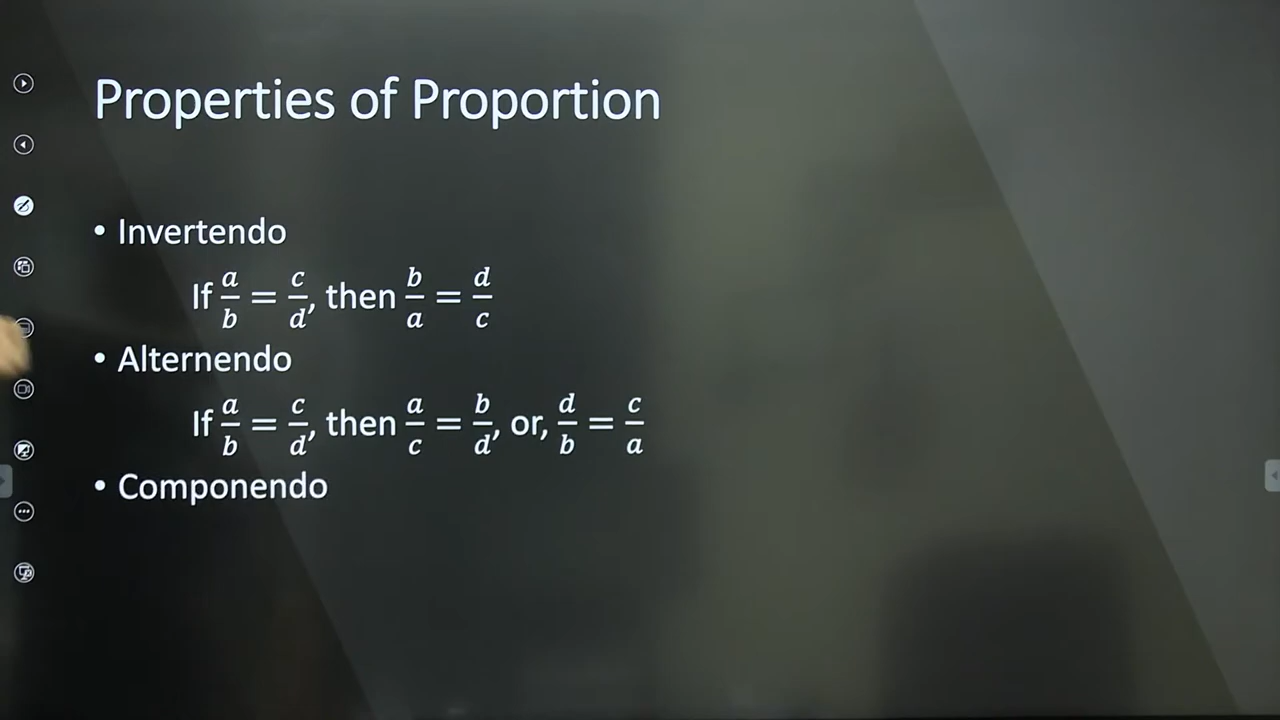 Properties of Proportion
• Invertendo
If a/b = c/d, then b/a = d/c
• Alternendo
If a/b = c/d, then a/c = b/d, or, d/b = c/a
• Componendo